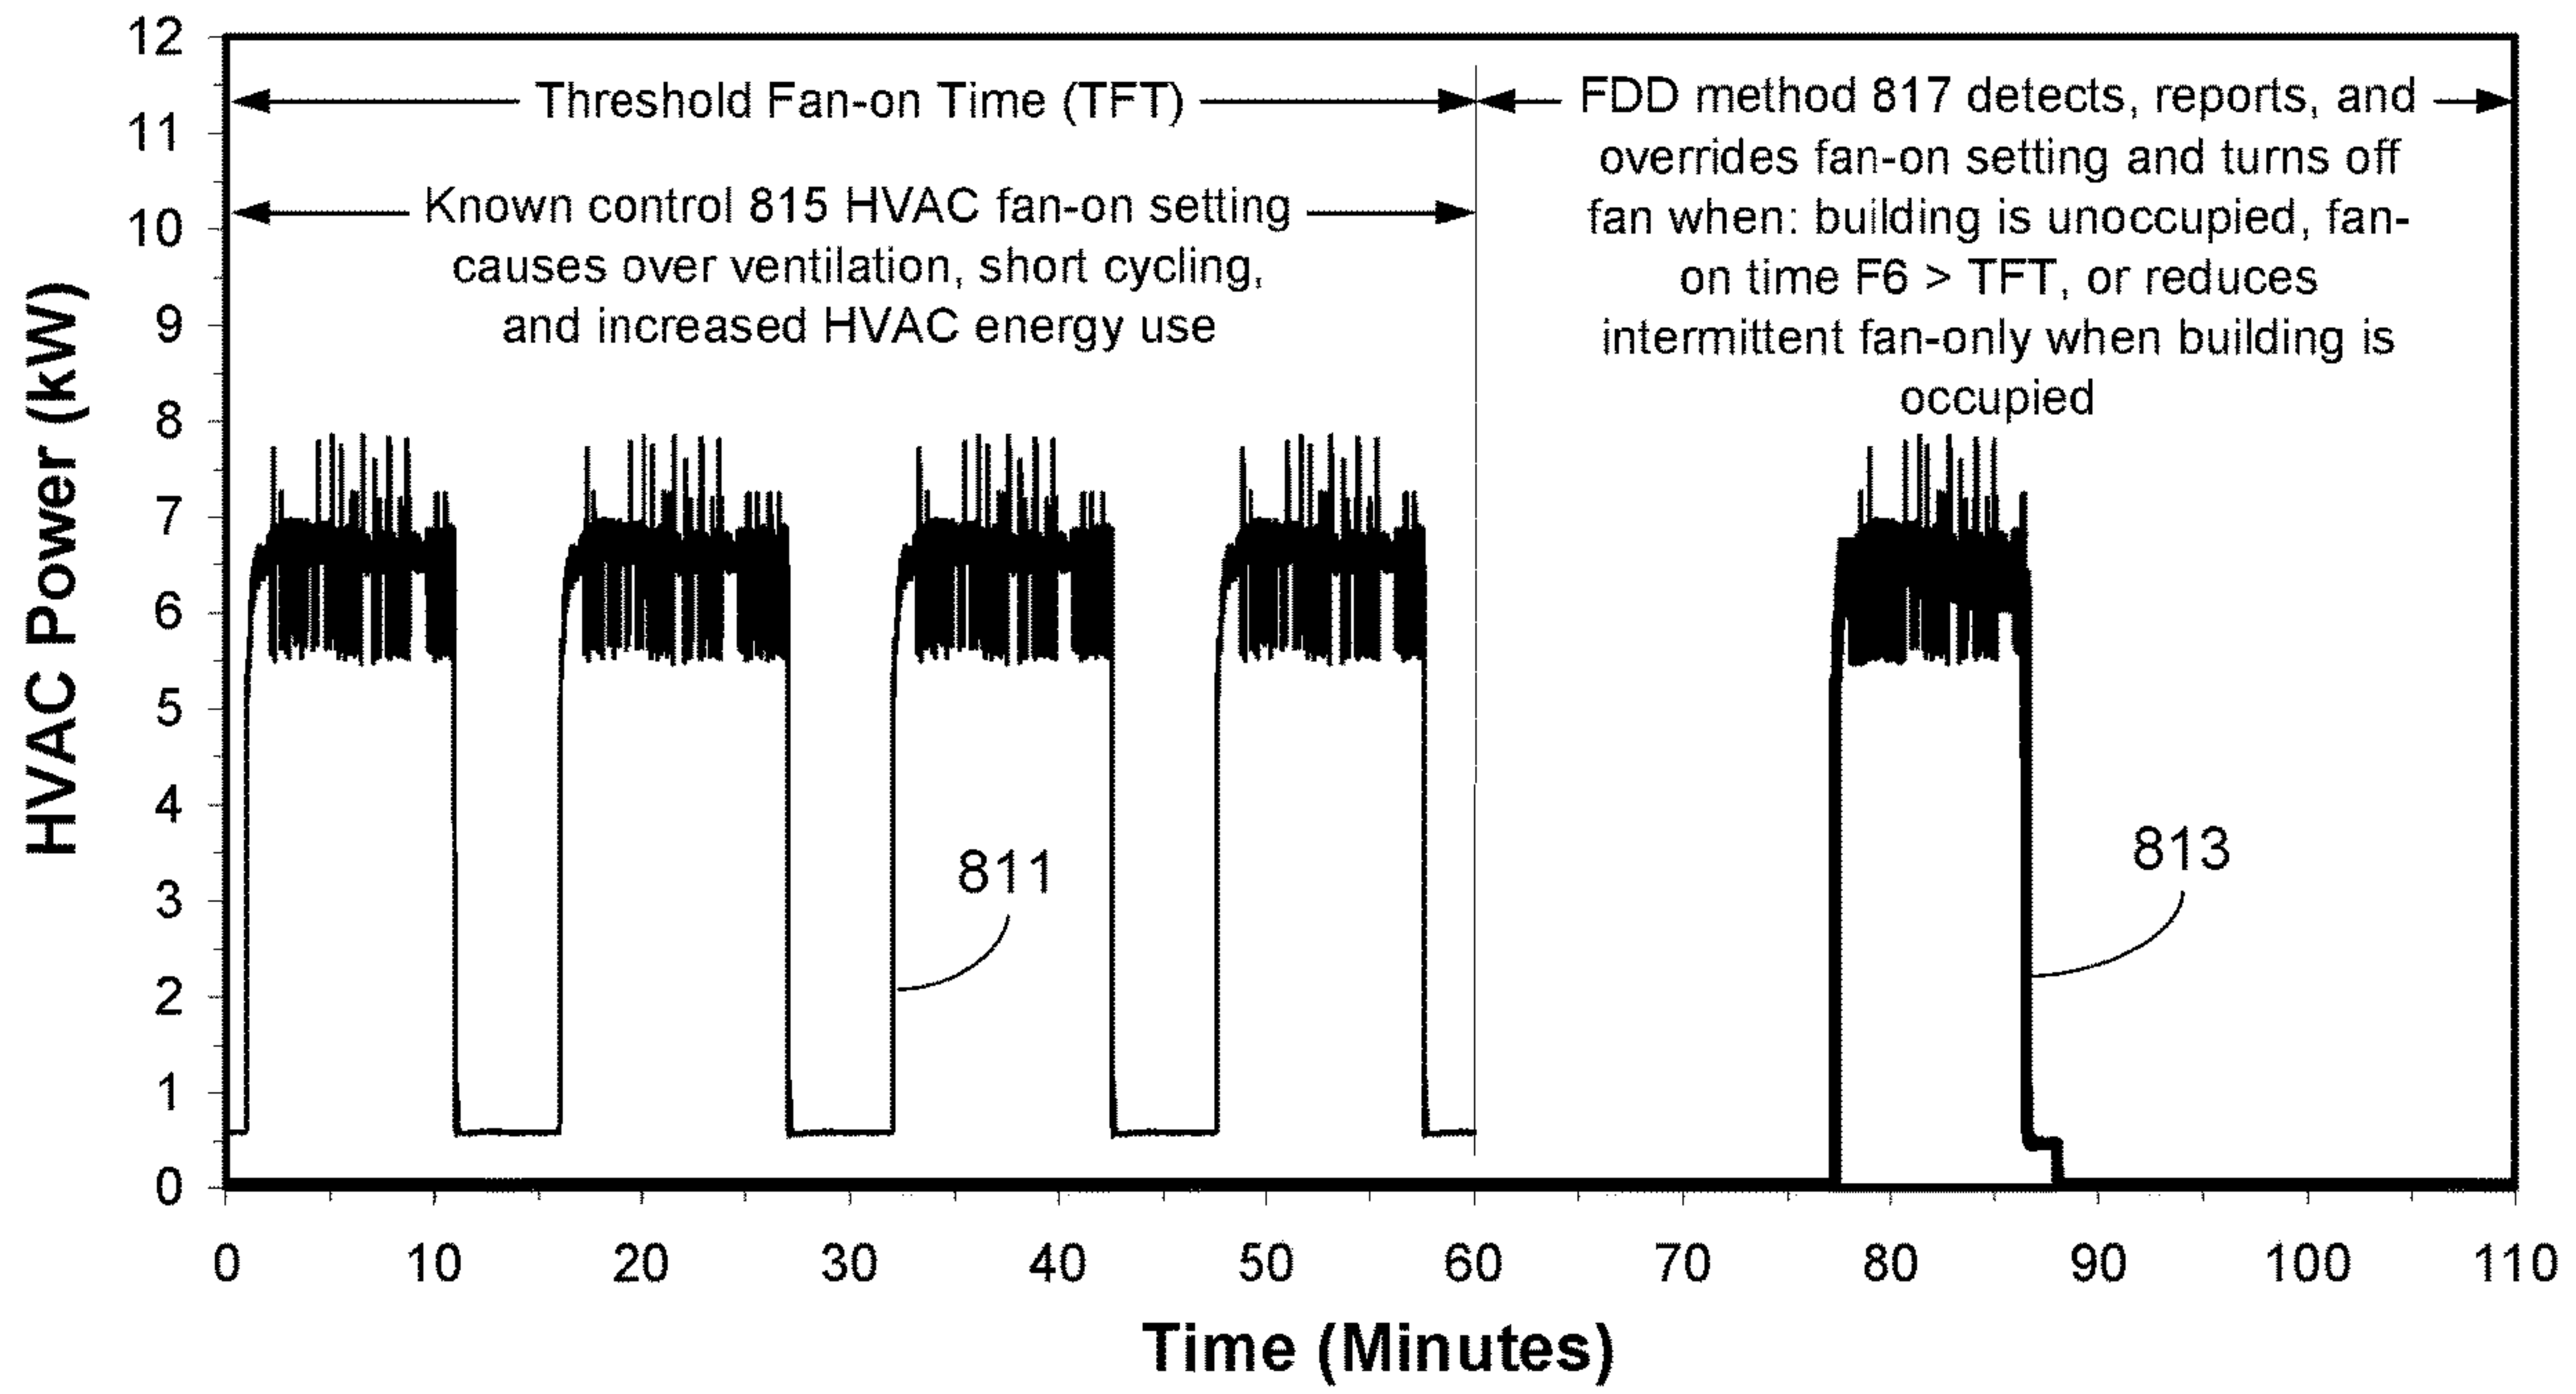 Threshold Fan-on Time (TFT)
Known control 815 HVAC fan-on setting
causes over ventilation, short cycling,
and increased HVAC energy use
FDD method 817 detects, reports, and
overrides fan-on setting and turns off
fan when: building is unoccupied, fan-
on time F6 > TFT, or reduces
intermittent fan-only when building is
occupied
HVAC Power (kW)
12
11
10
9
8
7
6
5
4
3
2
1
0
811
813
0 10 20 30 40 50 60 70 80 90 100 110
Time (Minutes)